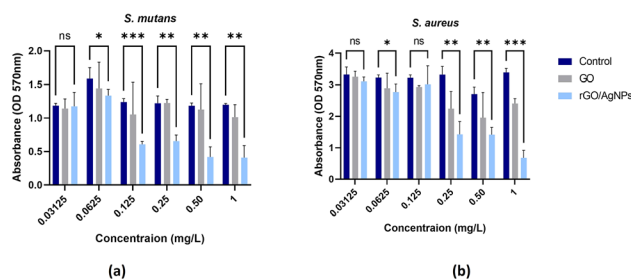 S. mutans
ns
*
***
**
**
**
2.0
1.5
1.0
0.5
0.0
Absorbance (OD 570nm)
0.03125
0.0625
0.125
0.25
0.50
1
Concentraion (mg/L)
(a)
S. aureus
ns
*
ns
**
**
***
4
3
2
1
0
Absorbance (OD 570nm)
0.03125
0.0625
0.125
0.25
0.50
1
Concentraion (mg/L)
(b)
Control
GO
rGO/AgNPs